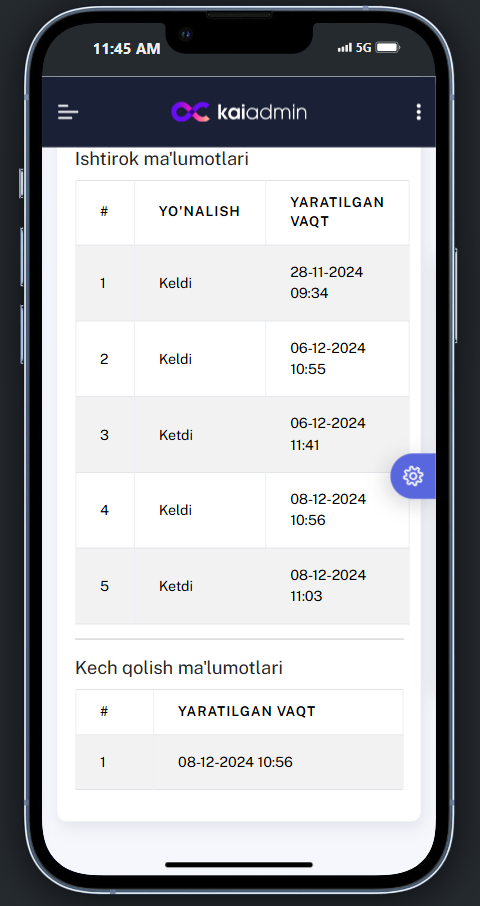 11:45 AM
5G
kaiadmin
Ishtirok ma'lumotlari
# YO'NALISH YARATILGAN
VAQT
1 Keldi 28-11-2024
09:34
2 Keldi 06-12-2024
10:55
3 Ketdi 06-12-2024
11:41
4 Keldi 08-12-2024
10:56
5 Ketdi 08-12-2024
11:03
Kech qolish ma'lumotlari
# YARATILGAN VAQT
1 08-12-2024 10:56